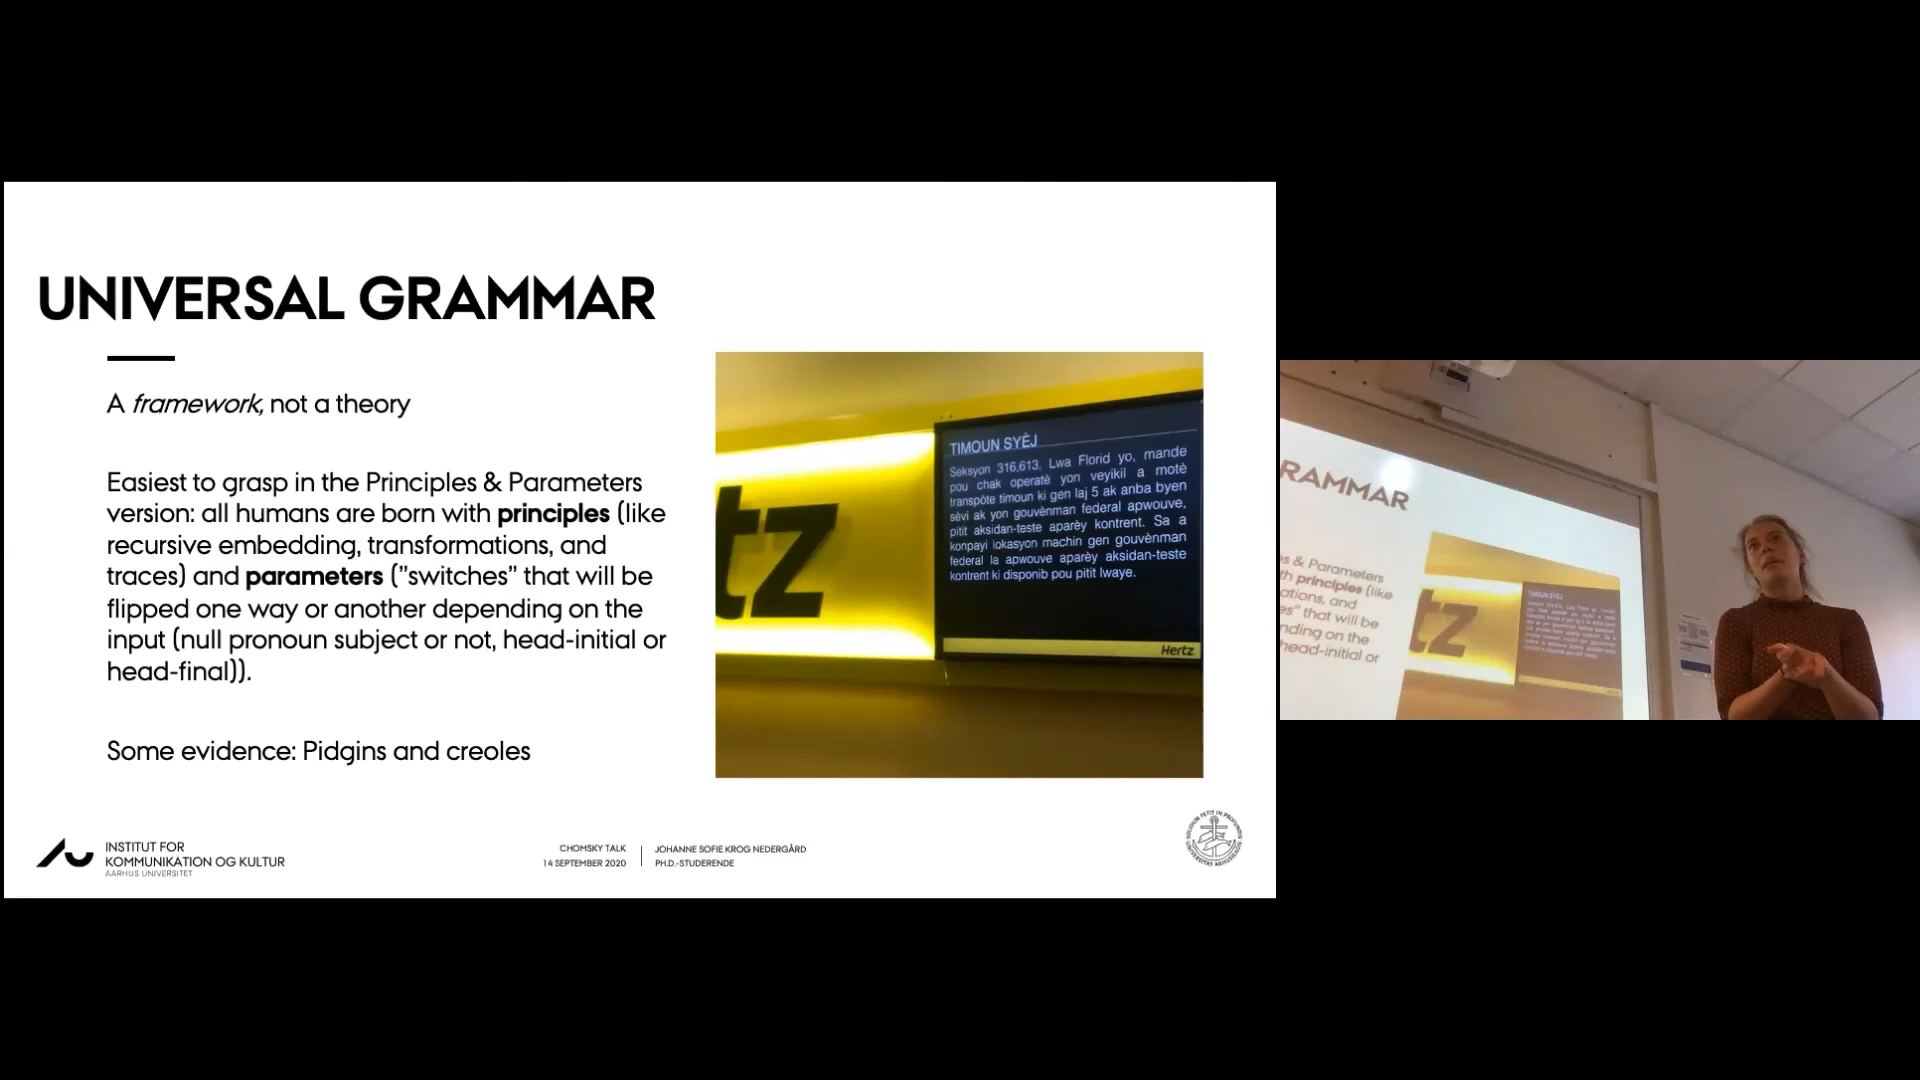 UNIVERSAL GRAMMAR
A framework, not a theory
Easiest to grasp in the Principles & Parameters
version: all humans are born with principles (like
recursive embedding, transformations, and
traces) and parameters ("switches" that will be
flipped one way or another depending on the
input (null pronoun subject or not, head-initial or
head-final)).
Some evidence: Pidgins and creoles
tz
TIMOUN SYÈJ
Seksyon 316.613, Lwa Florid yo, mande
pou chak operatè yon veyikil a motè
transpòte timoun ki gen laj 5 ak anba byen
sèvi ak yon gouvènman federal apwouve,
pitit aksidan-teste aparèy kontrent. Sa a
konpayi lokasyon machin gen gouvènman
federal la apwouve aparèy aksidan-teste
kontrent ki disponib pou pitit lwaye.
Hertz
INSTITUT FOR
KOMMUNIKATION OG KULTUR
AARHUS UNIVERSITET
CHOMSKY TALK
14 SEPTEMBER 2020
JOHANNE SOFIE KROG NEDERGÅRD
PH.D.-STUDERENDE
RAMMAR
s & Parameters
th principles (like
ations, and
es" that will be
nding on the
head-initial or
tz
TIMOUN SYÈJ